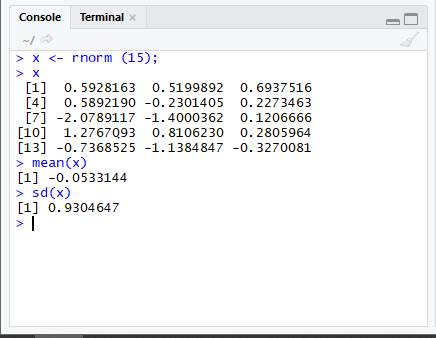 Console Terminal ×
~/
> x <- rnorm (15);
> x
[1] 0.5928163 0.5199892 0.6937516
[4] 0.5892190 -0.2301405 0.2273463
[7] -2.0789117 -1.4000362 0.1206666
[10] 1.2767093 0.8106230 0.2805964
[13] -0.7368525 -1.1384847 -0.3270081
> mean(x)
[1] -0.0533144
> sd(x)
[1] 0.9304647
>